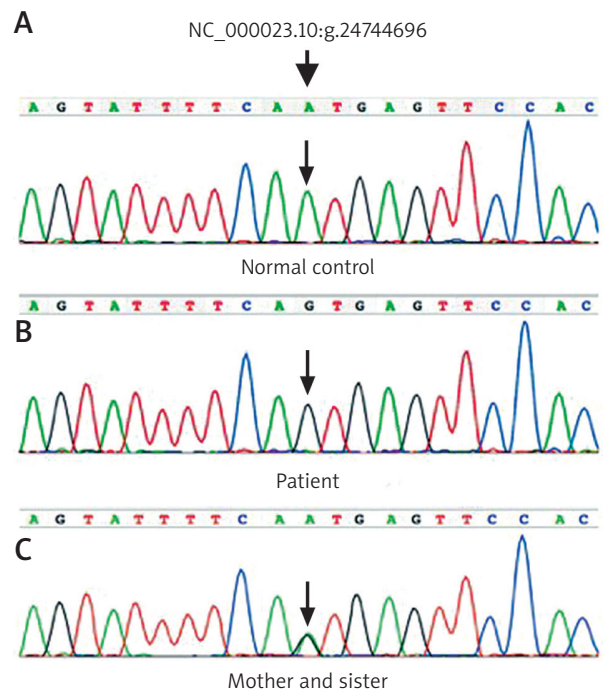 A
NC_000023.10:g.24744696
A G T A T T T T C A A T G A G T T C C A C
Normal control
A G T A T T T T C A G T G A G T T C C A C
B
Patient
A G T A T T T T C A A T G A G T T C C A C
C
Mother and sister